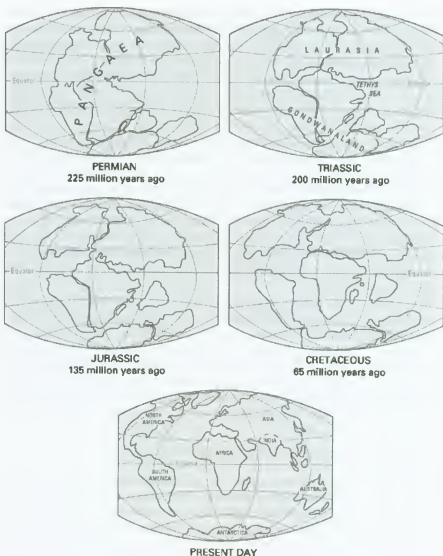 Equator
PANGAEA
PERMIAN
225 million years ago
LAURASIA
TETHYS
SEA
GONDWANALAND
TRIASSIC
200 million years ago
Equator
JURASSIC
135 million years ago
Equator
CRETACEOUS
65 million years ago
NORTH
AMERICA
ASIA
INDIA
AFRICA
SOUTH
AMERICA
AUSTRALIA
ANTARCTICA
PRESENT DAY